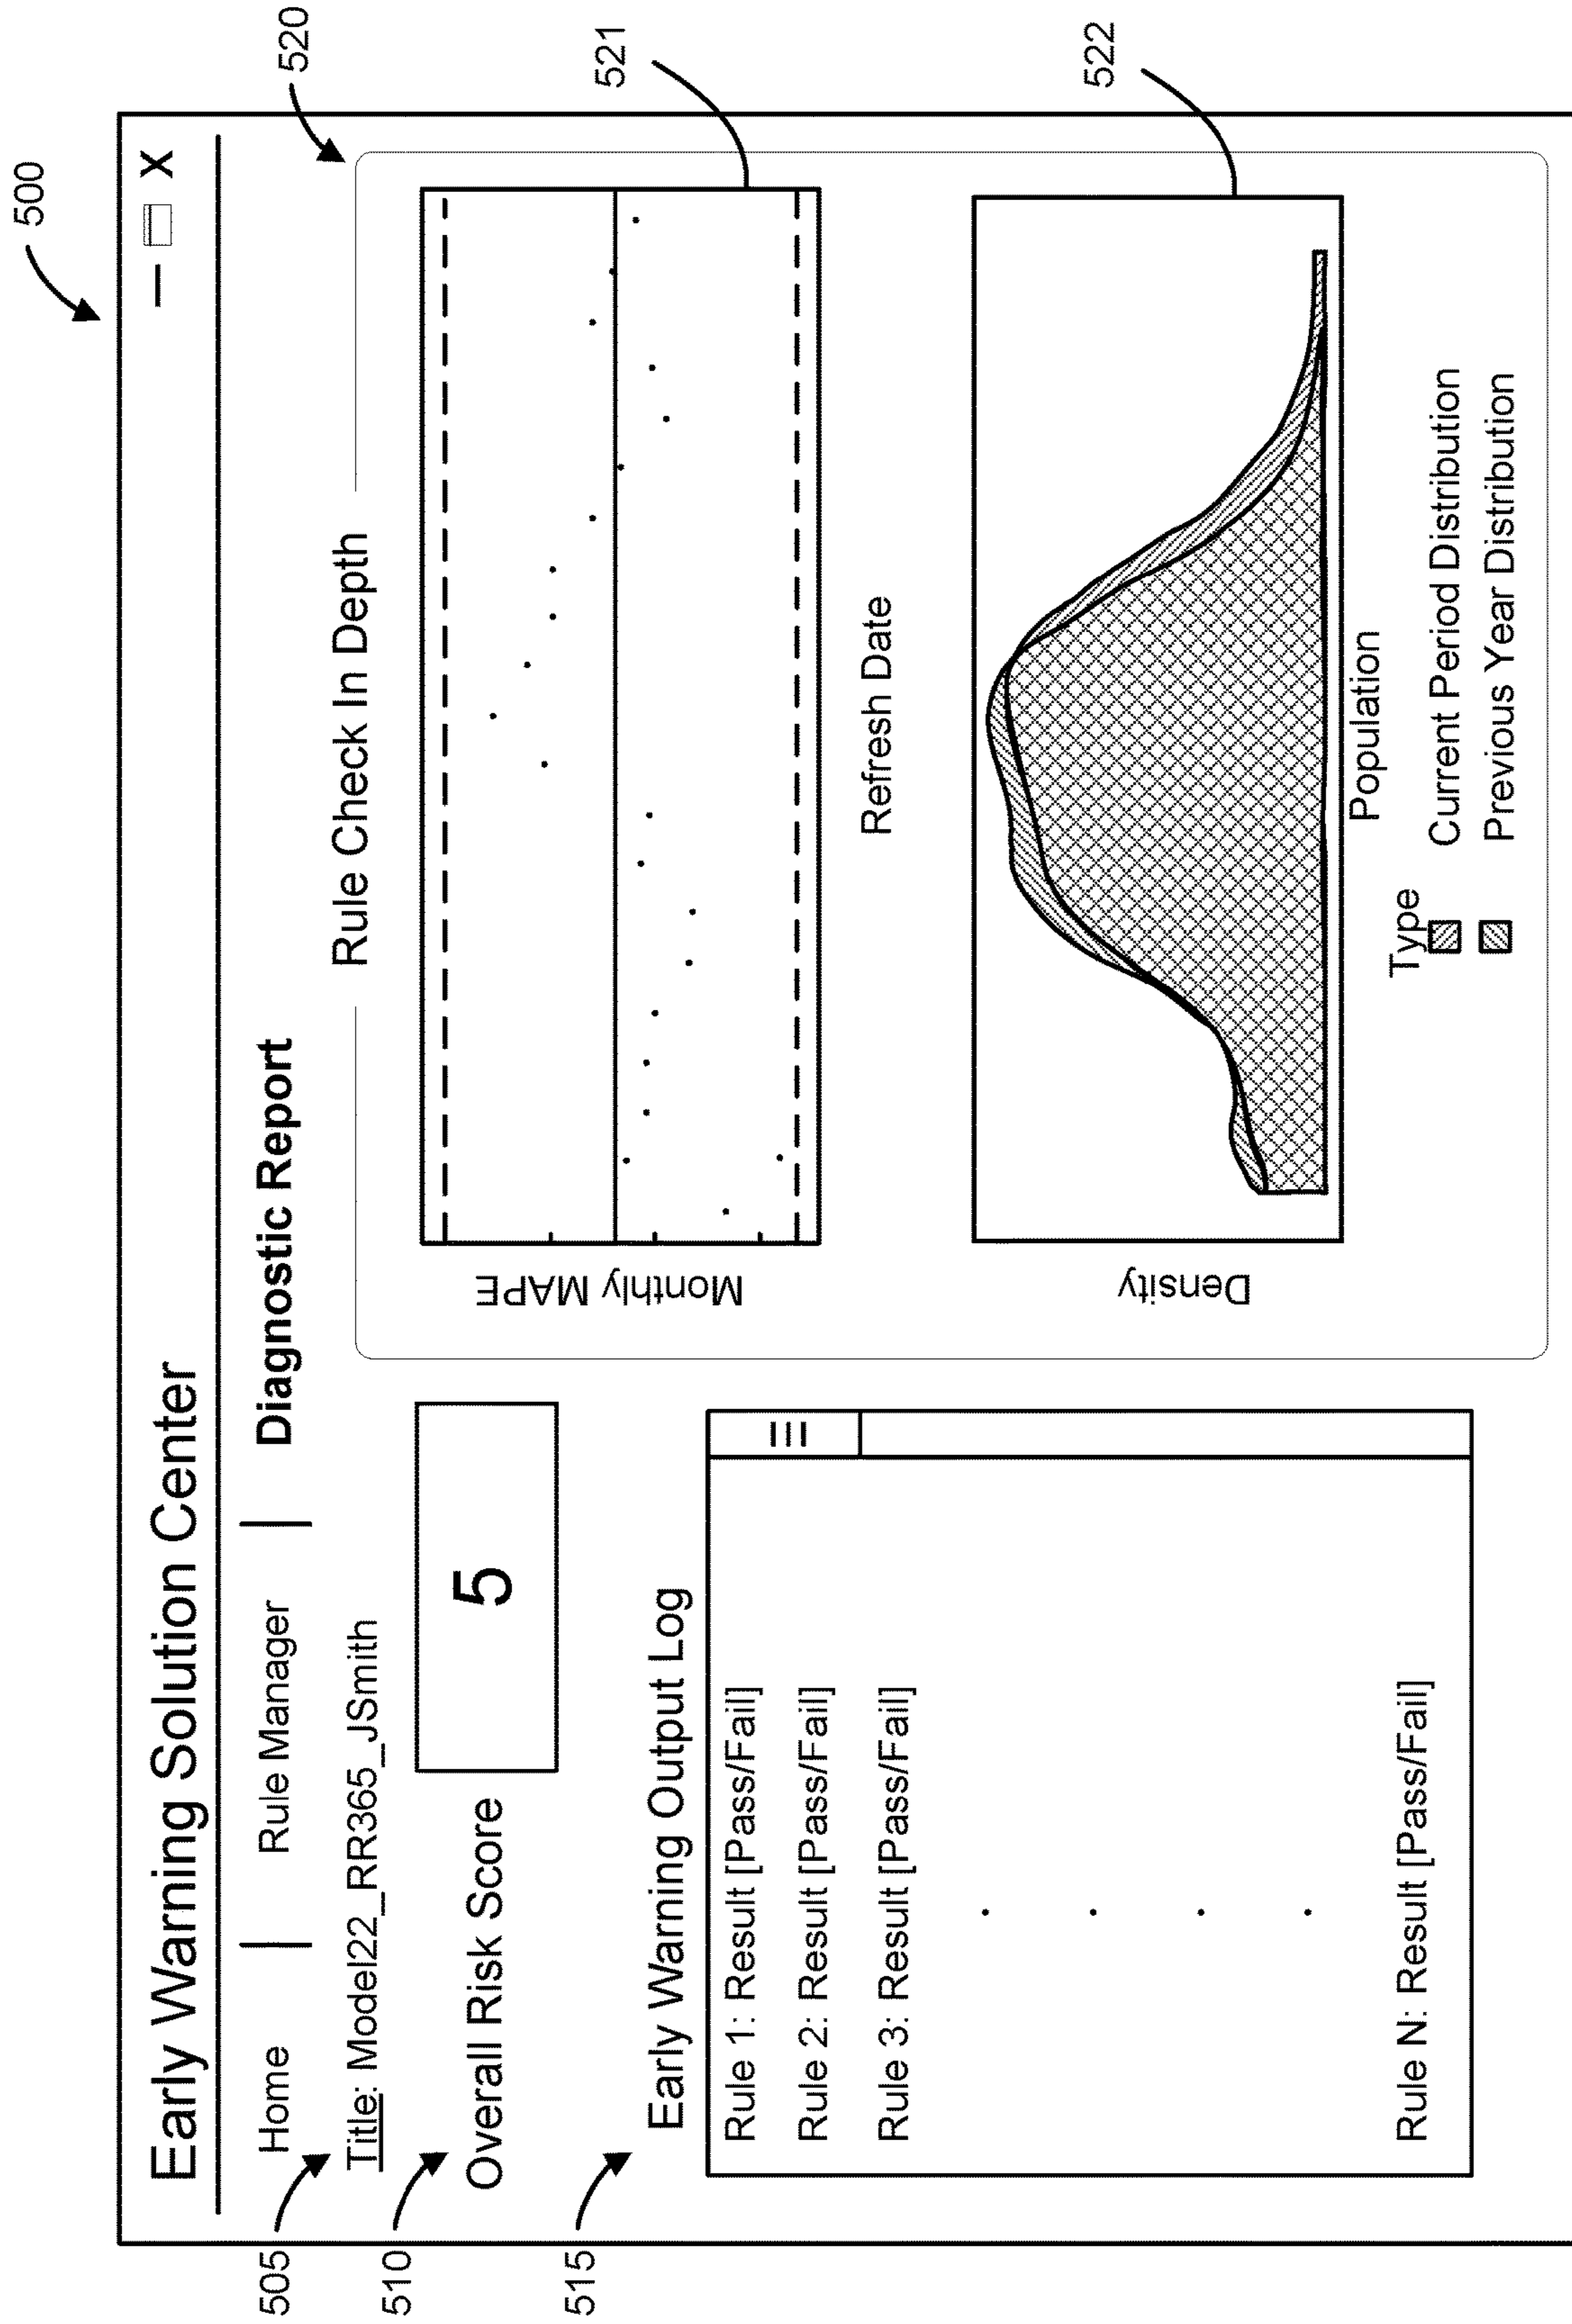 500
Early Warning Solution Center
— X
Home | Rule Manager | Diagnostic Report
505
Title: Model22_RR365_JSmith
510
Overall Risk Score
5
515
Early Warning Output Log
Rule 1: Result [Pass/Fail]
Rule 2: Result [Pass/Fail]
Rule 3: Result [Pass/Fail]
Rule N: Result [Pass/Fail]
520
Rule Check In Depth
Monthly MAPE
521
Refresh Date
Density
522
Population
Type
Current Period Distribution
Previous Year Distribution